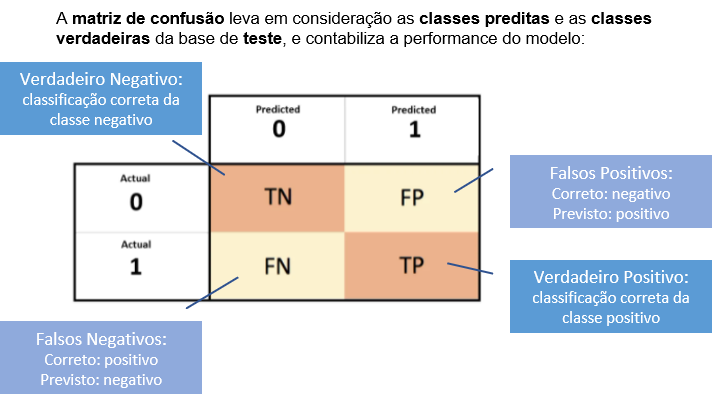 A matriz de confusão leva em consideração as classes preditas e as classes
verdadeiras da base de teste, e contabiliza a performance do modelo:
Verdadeiro Negativo:
classificação correta da
classe negativo
Predicted
0
Predicted
1
Actual
0
TN
FP
Falsos Positivos:
Correto: negativo
Previsto: positivo
Actual
1
FN
TP
Verdadeiro Positivo:
classificação correta da
classe positivo
Falsos Negativos:
Correto: positivo
Previsto: negativo